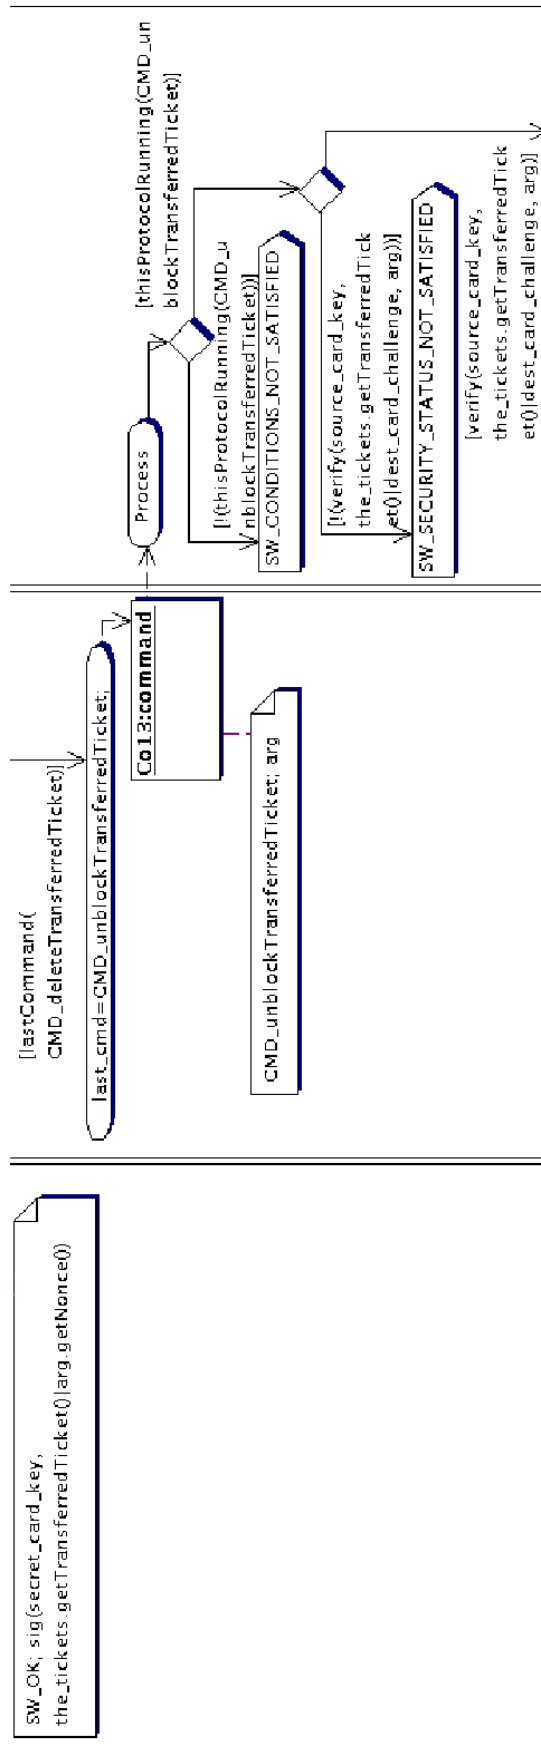 SW_OK; sig(secret_card_key,
the_tickets.getTransferredTicket()|arg.getNonce())
[lastCommand(
CMD_deleteTransferredTicket)]
last_cmd=CMD_unblockTransferredTicket;
Co13:command
CMD_unblockTransferredTicket; arg
[thisProtocolRunning(CMD_un
blockTransferredTicket)]
Process
[!(thisProtocolRunning(CMD_u
nblockTransferredTicket))]
SW_CONDITIONS_NOT_SATISFIED
[!(verify(source_card_key,
the_tickets.getTransferredTick
et()|dest_card_challenge, arg))]
SW_SECURITY_STATUS_NOT_SATISFIED
[verify(source_card_key,
the_tickets.getTransferredTick
et()|dest_card_challenge, arg)]